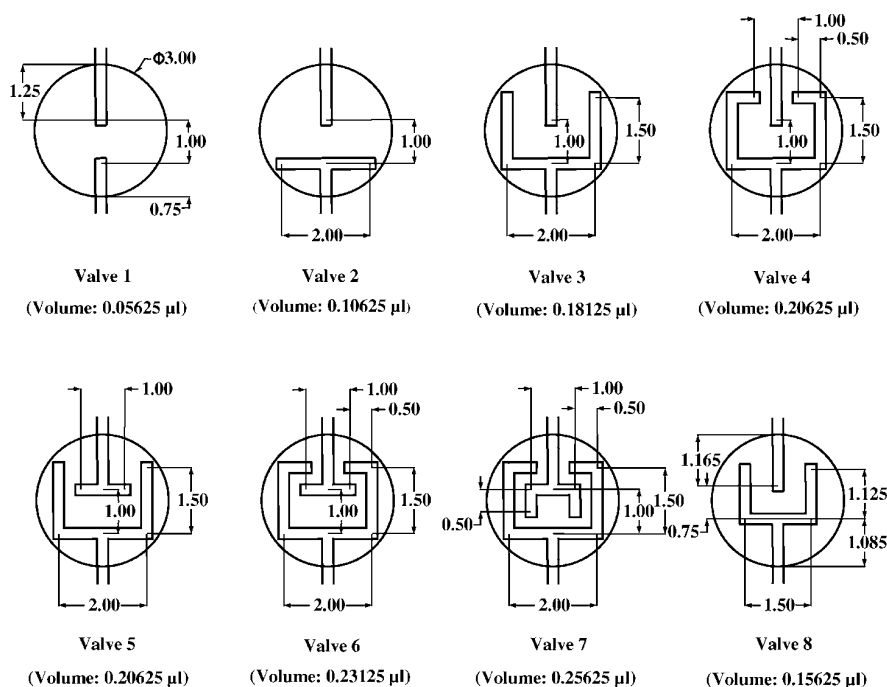 Φ3.00
1.25
1.00
0.75
Valve 1
(Volume: 0.05625 µl)
1.00
2.00
Valve 2
(Volume: 0.10625 µl)
1.50
1.00
2.00
Valve 3
(Volume: 0.18125 µl)
1.00
0.50
1.50
1.00
2.00
Valve 4
(Volume: 0.20625 µl)
1.00
1.50
1.00
2.00
Valve 5
(Volume: 0.20625 µl)
1.00
0.50
1.50
1.00
2.00
Valve 6
(Volume: 0.23125 µl)
1.00
0.50
1.50
1.00
0.50
2.00
Valve 7
(Volume: 0.25625 µl)
1.165
1.125
0.75
1.085
1.50
Valve 8
(Volume: 0.15625 µl)